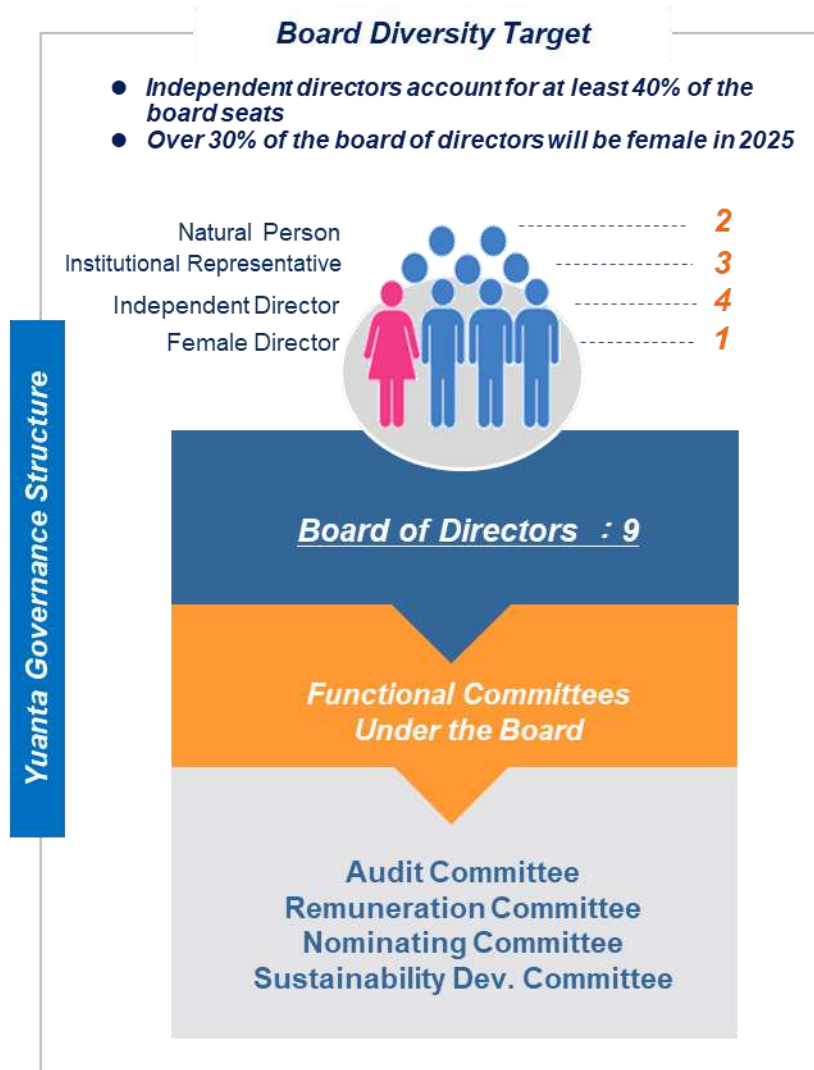 Board Diversity Target
● Independent directors account for at least 40% of the
board seats
● Over 30% of the board of directors will be female in 2025
Natural Person 2
Institutional Representative 3
Independent Director 4
Female Director 1
Yuanta Governance Structure
Board of Directors ：9
Functional Committees
Under the Board
Audit Committee
Remuneration Committee
Nominating Committee
Sustainability Dev. Committee